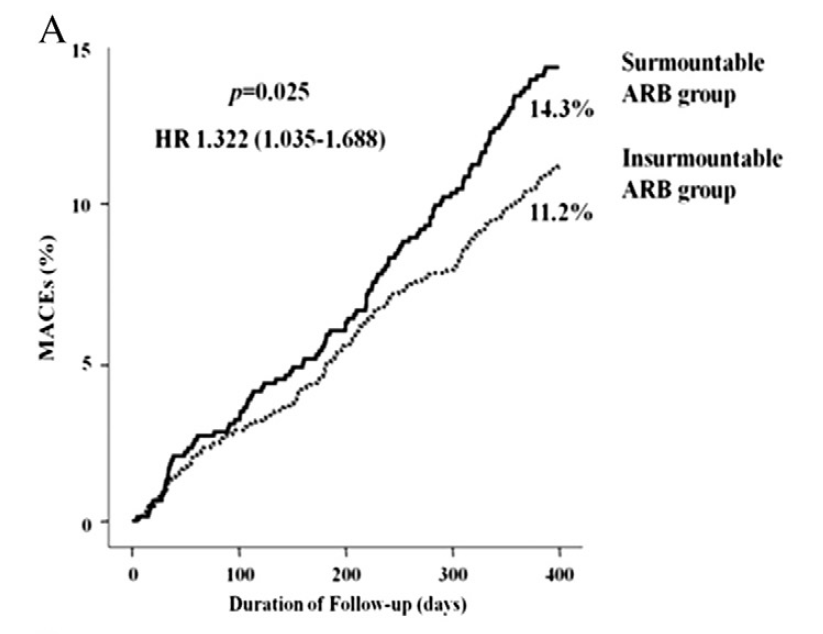 A
15
10
5
0
MACEs (%)
p=0.025
HR 1.322 (1.035-1.688)
14.3%
11.2%
Surmountable
ARB group
Insurmountable
ARB group
0 100 200 300 400
Duration of Follow-up (days)